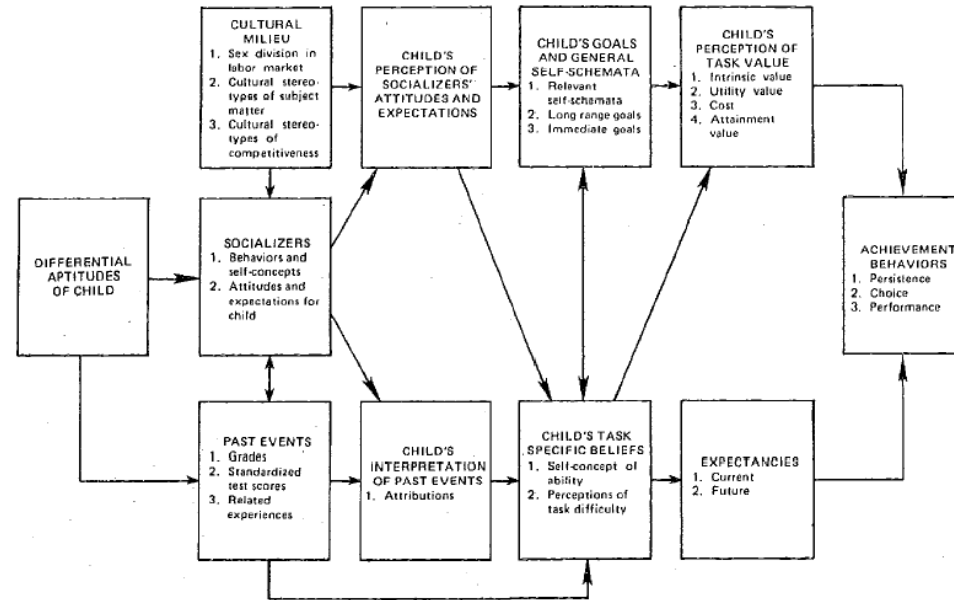 CULTURAL
MILIEU
1. Sex division in
labor market
2. Cultural stereo-
types of subject
matter
3. Cultural stereo-
types of
competitiveness
CHILD'S
PERCEPTION OF
SOCIALIZERS'
ATTITUDES AND
EXPECTATIONS
CHILD'S GOALS
AND GENERAL
SELF-SCHEMATA
1. Relevant
self-schemata
2. Long range goals
3. Immediate goals
CHILD'S
PERCEPTION OF
TASK VALUE
1. Intrinsic value
2. Utility value
3. Cost
4. Attainment
value
DIFFERENTIAL
APTITUDES
OF CHILD
SOCIALIZERS
1. Behaviors and
self-concepts
2. Attitudes and
expectations for
child
ACHIEVEMENT
BEHAVIORS
1. Persistence
2. Choice
3. Performance
PAST EVENTS
1. Grades
2. Standardized
test scores
3. Related
experiences
CHILD'S
INTERPRETATION
OF PAST EVENTS
1. Attributions
CHILD'S TASK
SPECIFIC BELIEFS
1. Self-concept of
ability
2. Perceptions of
task difficulty
EXPECTANCIES
1. Current
2. Future